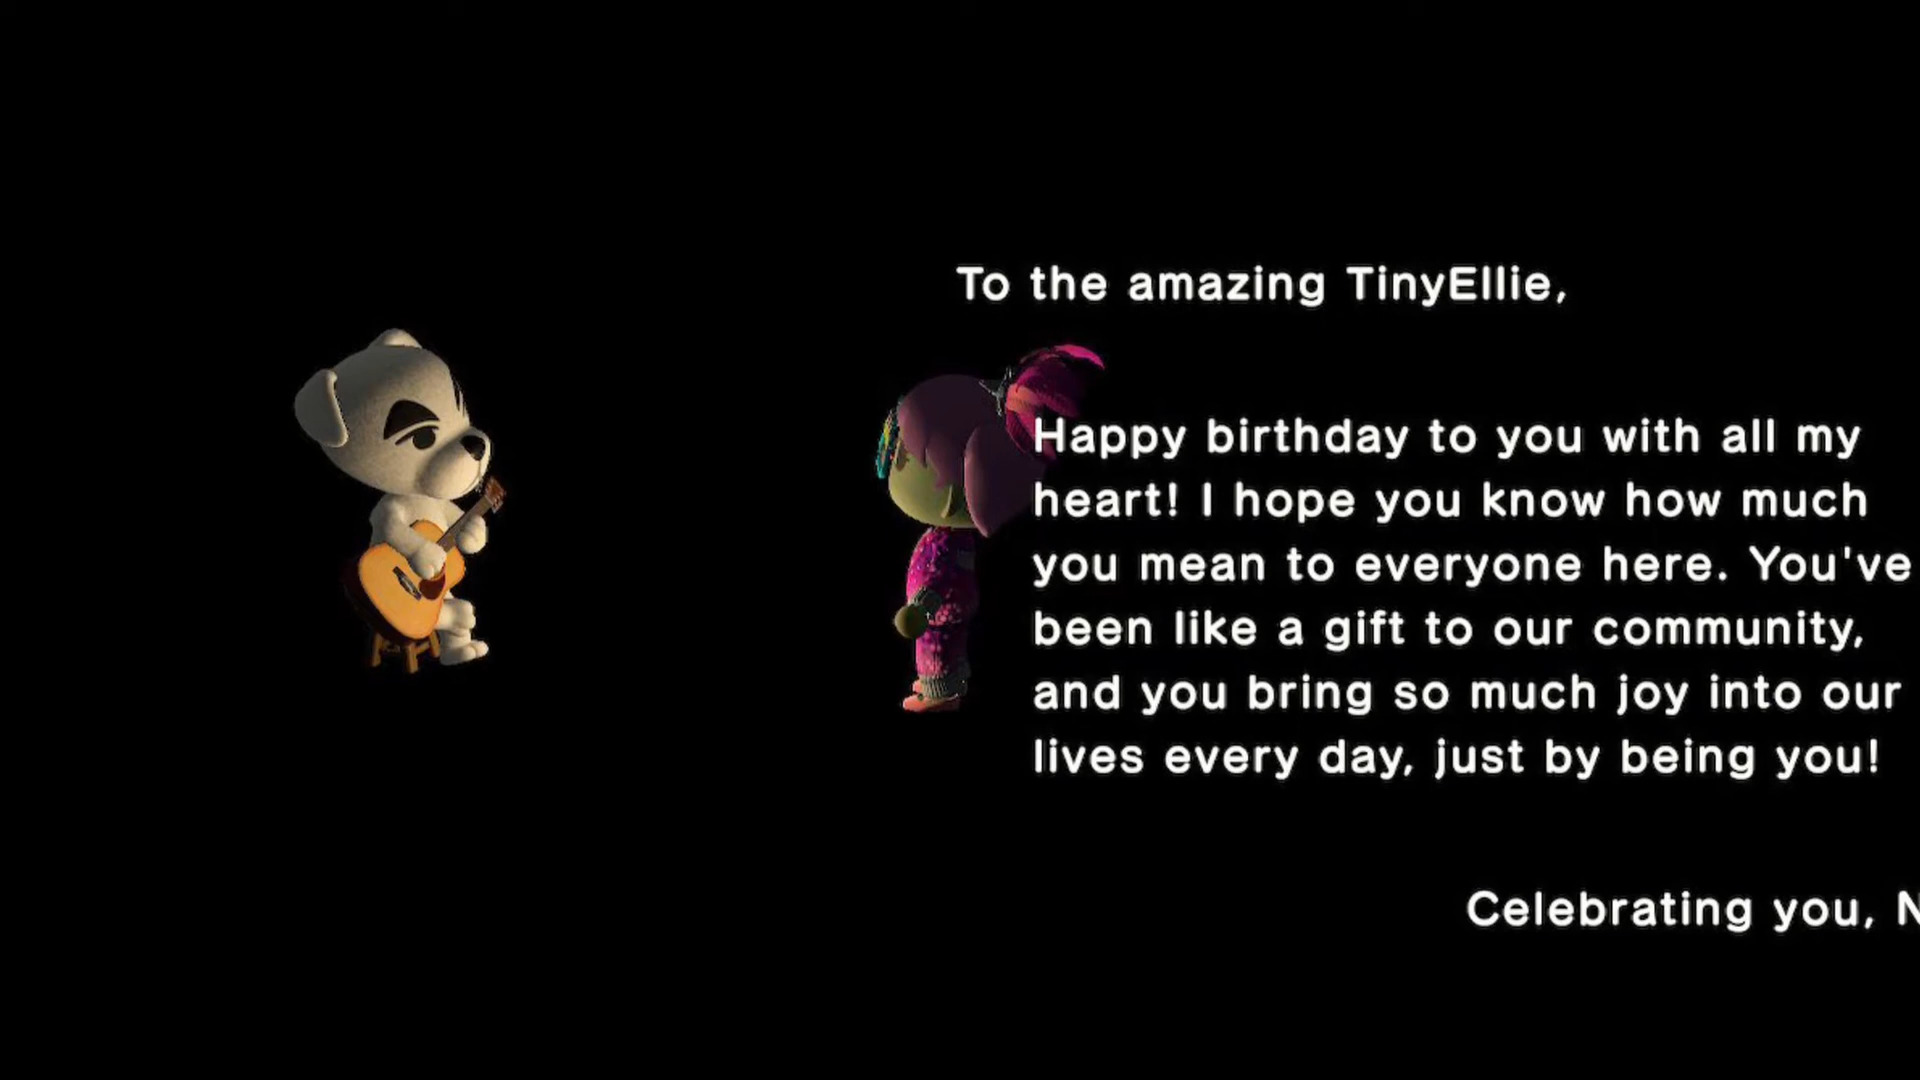 To the amazing TinyEllie,
Happy birthday to you with all my
heart! I hope you know how much
you mean to everyone here. You've
been like a gift to our community,
and you bring so much joy into our
lives every day, just by being you!
Celebrating you,